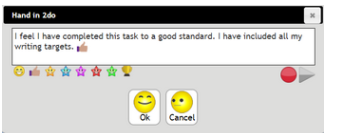 Hand in 2do
I feel I have completed this task to a good standard. I have included all my
writing targets.
Ok
Cancel